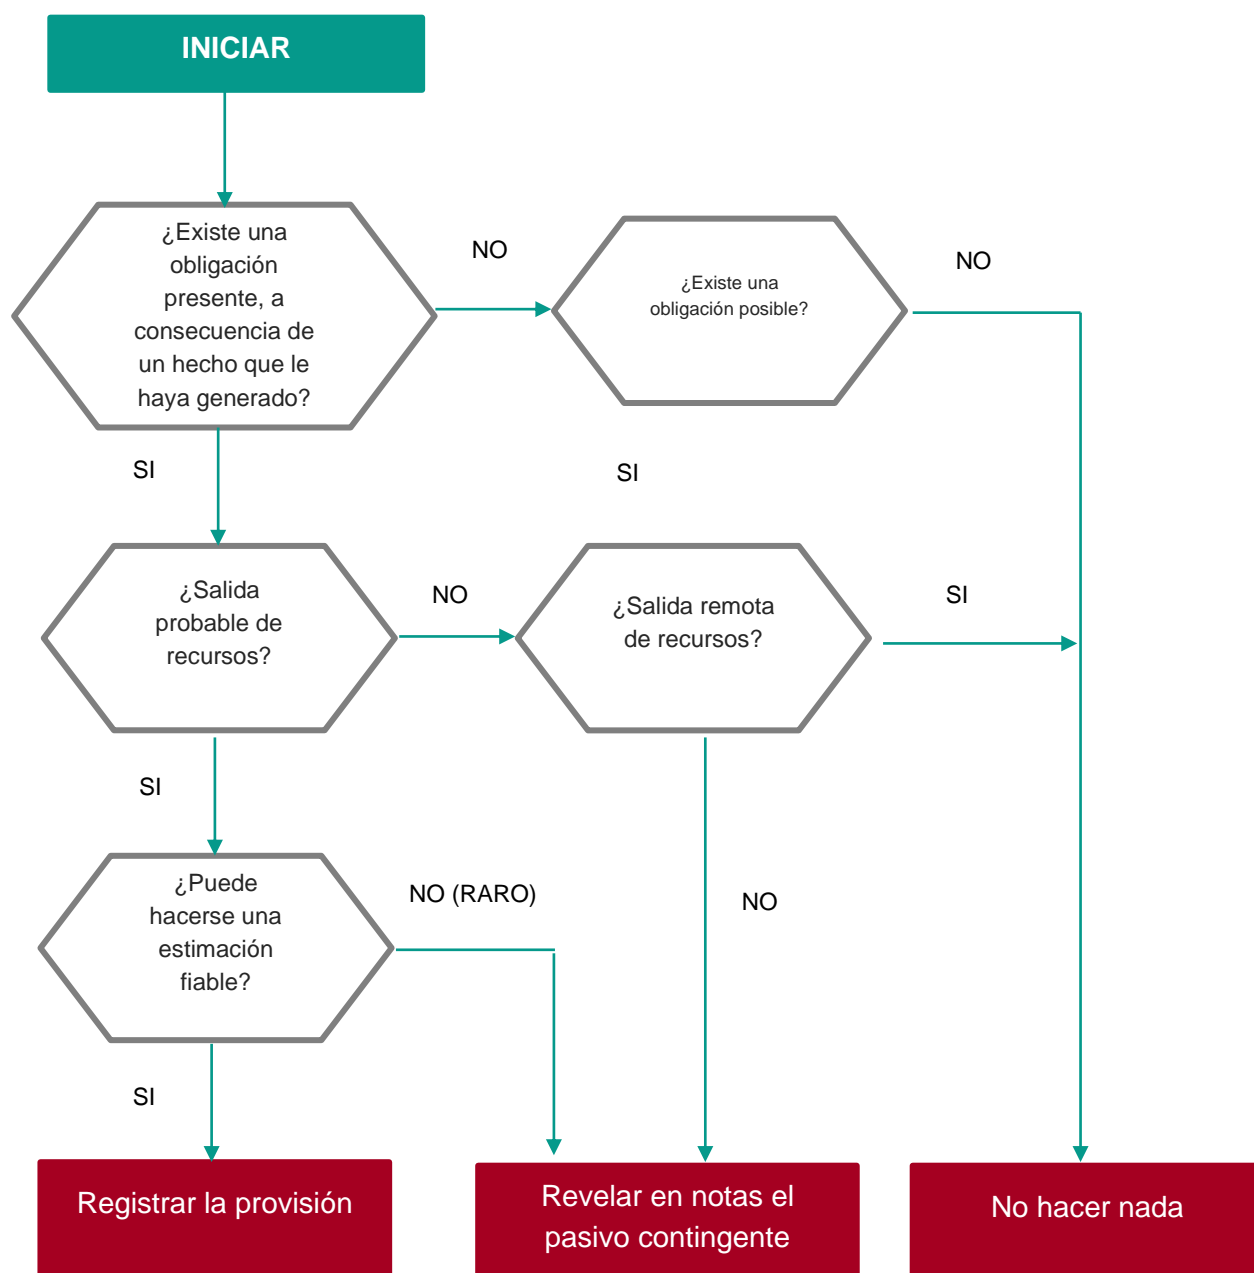 INICIAR
¿Existe una
obligación
presente, a
consecuencia de
un hecho que le
haya generado?
NO
¿Existe una
obligación posible?
NO
SI
SI
¿Salida
probable de
recursos?
NO
¿Salida remota
de recursos?
SI
SI
¿Puede
hacerse una
estimación
fiable?
NO (RARO)
NO
SI
Registrar la provisión
Revelar en notas el
pasivo contingente
No hacer nada